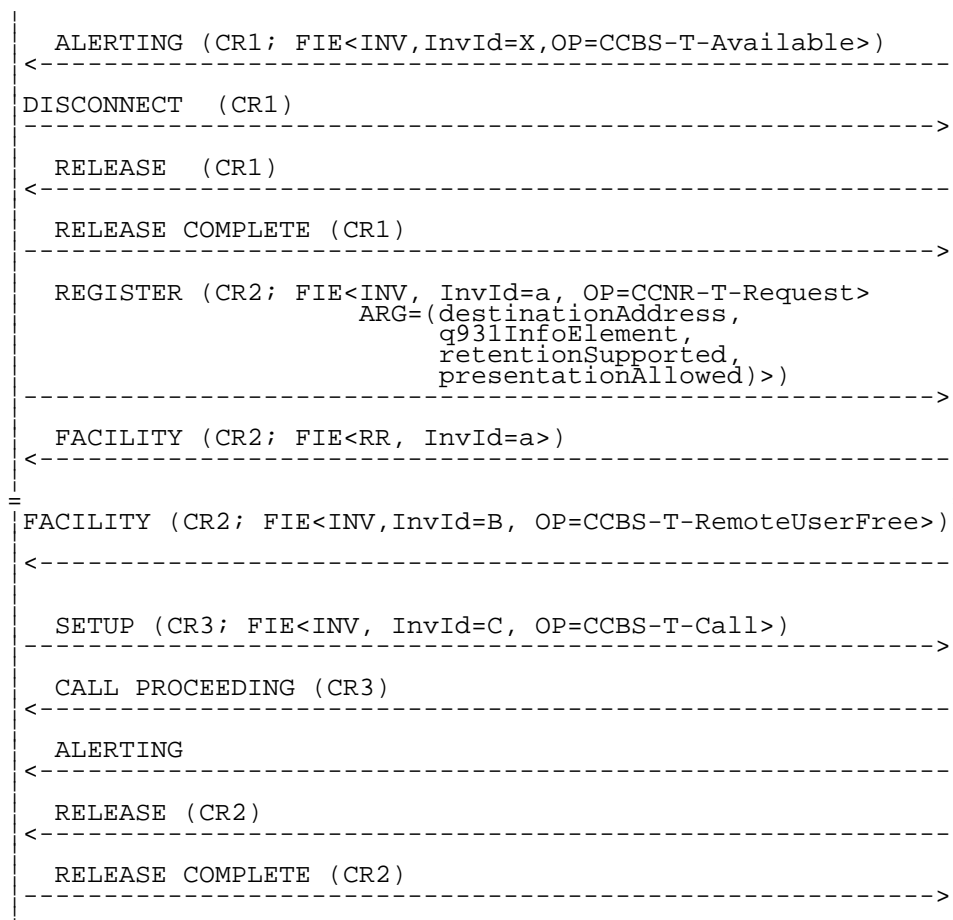 ALERTING (CR1; FIE<INV,InvId=X,OP=CCBS-T-Available>)
DISCONNECT (CR1)
RELEASE (CR1)
RELEASE COMPLETE (CR1)
REGISTER (CR2; FIE<INV, InvId=a, OP=CCNR-T-Request>
ARG=(destinationAddress,
q931InfoElement,
retentionSupported,
presentationAllowed)>)
FACILITY (CR2; FIE<RR, InvId=a>)
FACILITY (CR2; FIE<INV,InvId=B, OP=CCBS-T-RemoteUserFree>)
SETUP (CR3; FIE<INV, InvId=C, OP=CCBS-T-Call>)
CALL PROCEEDING (CR3)
ALERTING
RELEASE (CR2)
RELEASE COMPLETE (CR2)